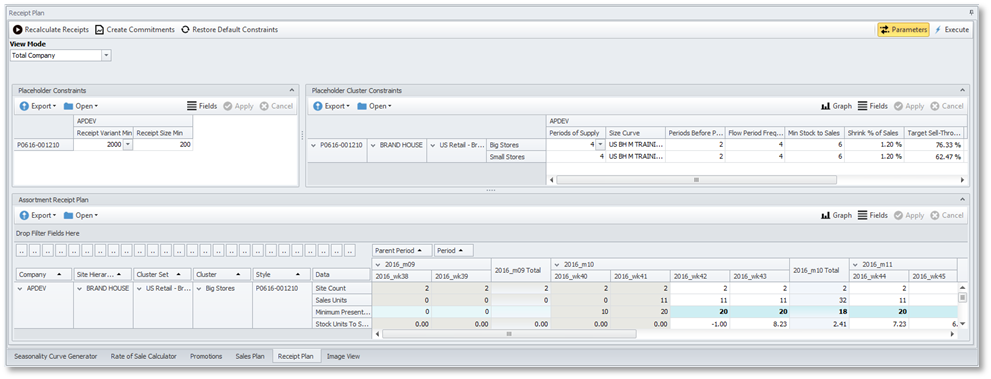 Receipt Plan
Recalculate Receipts Create Commitments Restore Default Constraints Parameters Execute
View Mode
Total Company
Placeholder Constraints
Export Open Fields Apply Cancel
APDEV
Receipt Variant Min Receipt Size Min
P0616-001210 2000 200
Placeholder Cluster Constraints
Export Open Graph Fields Apply Cancel
APDEV
Periods of Supply Size Curve Periods Before P... Flow Period Freq... Min Stock to Sales Shrink % of Sales Target Sell-Thro...
P0616-001210 BRAND HOUSE US Retail - Br... Big Stores 4 US BH M TRAINI... 2 4 6 1.20 % 76.33 %
Small Stores 4 US BH M TRAINI... 2 4 6 1.20 % 62.47 %
Assortment Receipt Plan
Export Open Graph Fields Apply Cancel
Drop Filter Fields Here
.. .. .. .. .. .. .. .. .. .. .. .. .. .. .. .. .. .. .. .. .. .. .. .. .. .. Parent Period Period
2016_m09 2016_m09 Total 2016_m10 2016_m10 Total 2016_m11
Company Site Hierar... Cluster Set Cluster Style Data 2016_wk38 2016_wk39 2016_wk40 2016_wk41 2016_wk42 2016_wk43 2016_wk44 2016_wk45
APDEV BRAND HOUSE US Retail - Br... Big Stores P0616-001210 Site Count 2 2 2 2 2 2 2 2 2 2
Sales Units 0 0 0 0 11 11 11 32 11 11
Minimum Present... 0 0 10 20 20 20 18 20
Stock Units To S... 0.00 0.00 0.00 0.00 0.00 -1.00 8.23 2.41 7.23 6.
Seasonality Curve Generator Rate of Sale Calculator Promotions Sales Plan Receipt Plan Image View